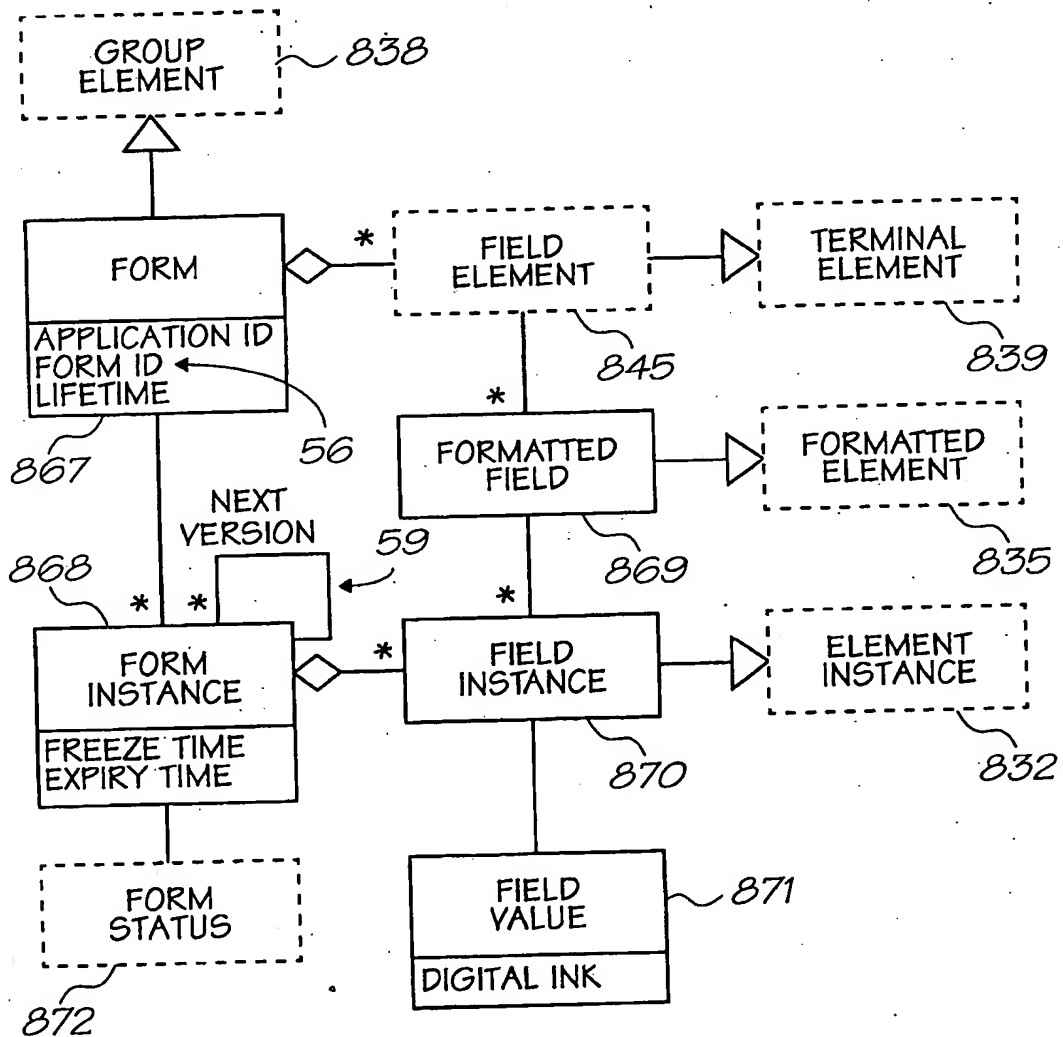 GROUP
ELEMENT
838
FORM
APPLICATION ID
FORM ID
LIFETIME
867
56
*
FIELD
ELEMENT
845
TERMINAL
ELEMENT
839
*
FORMATTED
FIELD
869
FORMATTED
ELEMENT
835
NEXT
VERSION
59
868
*
*
FORM
INSTANCE
FREEZE TIME
EXPIRY TIME
*
*
FIELD
INSTANCE
870
ELEMENT
INSTANCE
832
FORM
STATUS
872
FIELD
VALUE
871
DIGITAL INK